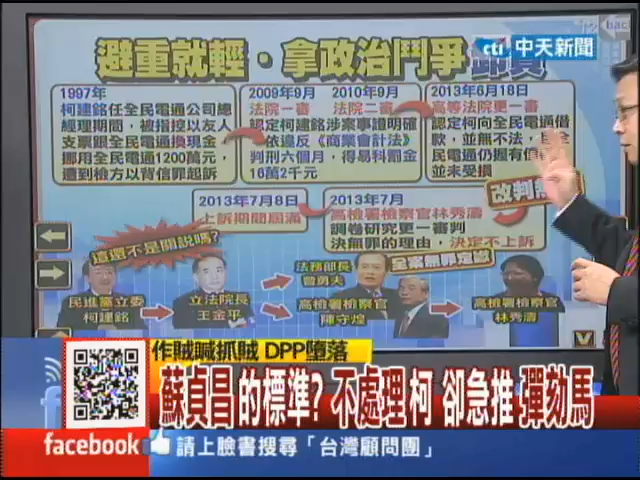 避重就輕．拿政治鬥爭
cti 中天新聞
1997年
柯建銘任全民電通公司總
經理期間，被指控以友人
支票跟全民電通換現金
挪用全民電通1200萬元，
遭到檢方以背信罪起訴
2009年9月 2010年9月
法院一審 法院二審
認定柯建銘涉案事證明確
依違反《商業會計法》
判刑六個月，得易科罰金
16萬2千元
2013年6月18日
高等法院更一審
認定柯向全民電通借
款，並無不法，且全
民電通仍握有
並未受損
改判無
2013年7月8日
上訴期間屆滿
2013年7月
高檢署檢察官林秀濤
調卷研究更一審判
決無罪的理由，決定不上訴
全案無罪定讞
這還不是關說嗎?
民進黨立委
柯建銘
立法院長
王金平
法務部長
曾勇夫
高檢署檢察官
陳守煌
高檢署檢察官
林秀濤
作賊喊抓賊 DPP墮落
蘇貞昌的標準? 不處理柯 卻急推彈劾馬
facebook 請上臉書搜尋「台灣顧問團」